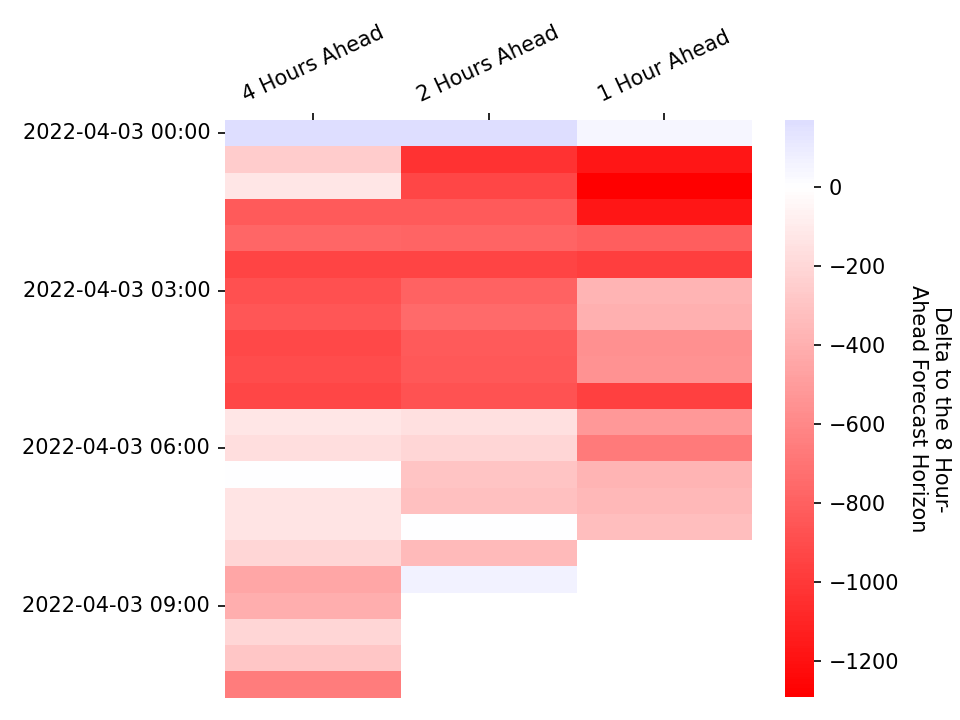 4 Hours Ahead
2 Hours Ahead
1 Hour Ahead
2022-04-03 00:00
2022-04-03 03:00
2022-04-03 06:00
2022-04-03 09:00
0
−200
−400
−600
−800
−1000
−1200
Delta to the 8 Hour-
Ahead Forecast Horizon